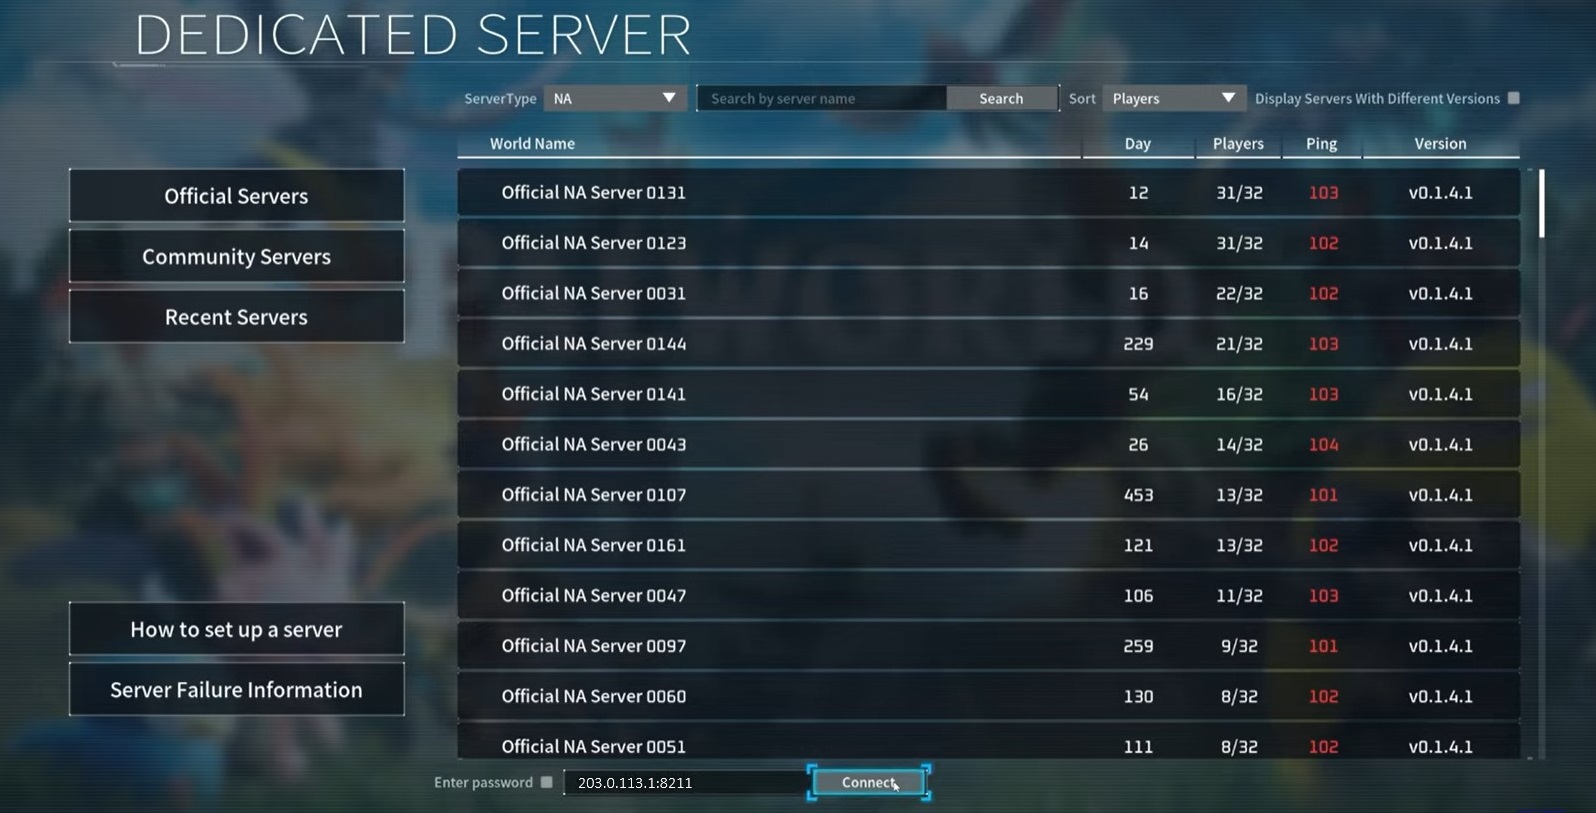 DEDICATED SERVER
ServerType NA Search by server name Search Sort Players Display Servers With Different Versions
World Name Day Players Ping Version
Official Servers
Community Servers
Recent Servers
How to set up a server
Server Failure Information
Official NA Server 0131 12 31/32 103 v0.1.4.1
Official NA Server 0123 14 31/32 102 v0.1.4.1
Official NA Server 0031 16 22/32 102 v0.1.4.1
Official NA Server 0144 229 21/32 103 v0.1.4.1
Official NA Server 0141 54 16/32 103 v0.1.4.1
Official NA Server 0043 26 14/32 104 v0.1.4.1
Official NA Server 0107 453 13/32 101 v0.1.4.1
Official NA Server 0161 121 13/32 102 v0.1.4.1
Official NA Server 0047 106 11/32 103 v0.1.4.1
Official NA Server 0097 259 9/32 101 v0.1.4.1
Official NA Server 0060 130 8/32 102 v0.1.4.1
Official NA Server 0051 111 8/32 102 v0.1.4.1
Enter password 203.0.113.1:8211 Connect